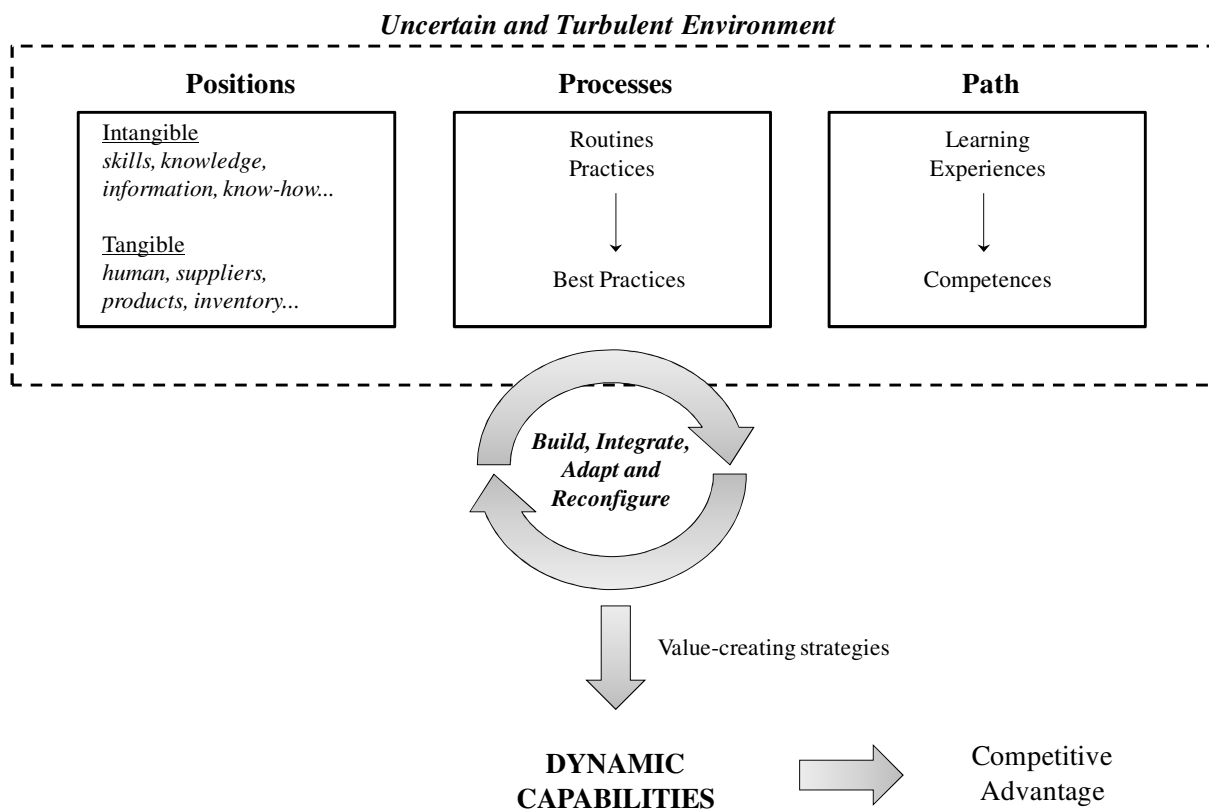 Uncertain and Turbulent Environment
Positions
Intangible
skills, knowledge,
information, know-how...
Tangible
human, suppliers,
products, inventory...
Processes
Routines
Practices
Best Practices
Path
Learning
Experiences
Competences
Build, Integrate,
Adapt and
Reconfigure
Value-creating strategies
DYNAMIC
CAPABILITIES
Competitive
Advantage